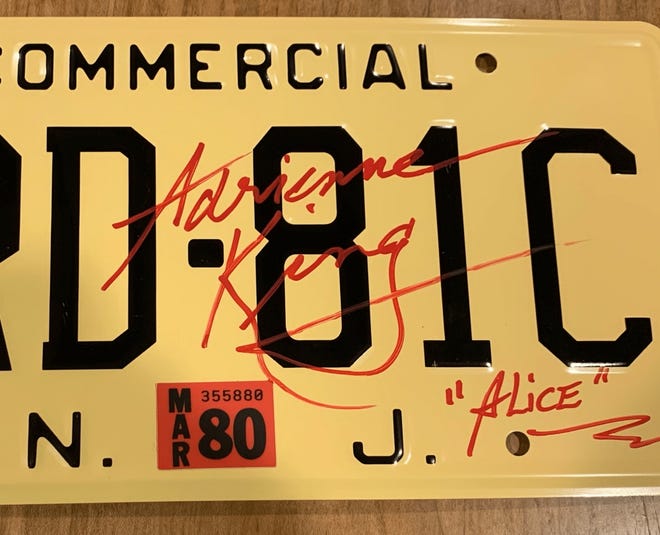 COMMERCIAL
RD-81C
Adrienne
King
"ALICE"
MAR 355880
80
N. J.